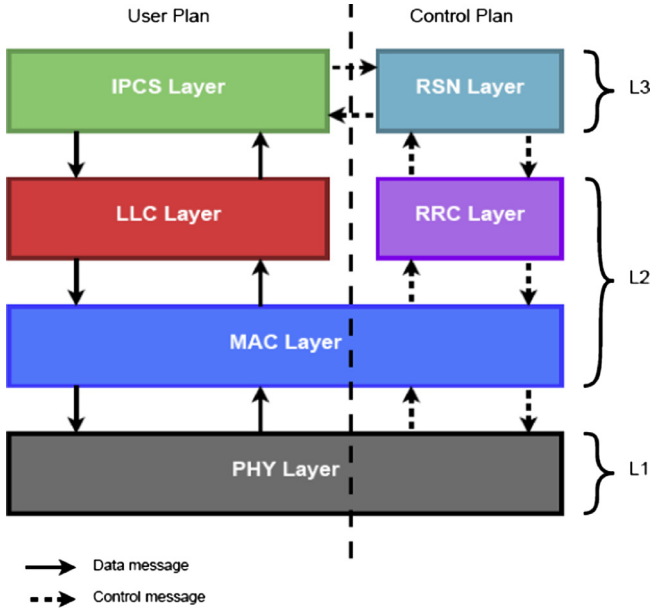 User Plan
Control Plan
IPCS Layer
RSN Layer
L3
LLC Layer
RRC Layer
L2
MAC Layer
PHY Layer
L1
Data message
Control message